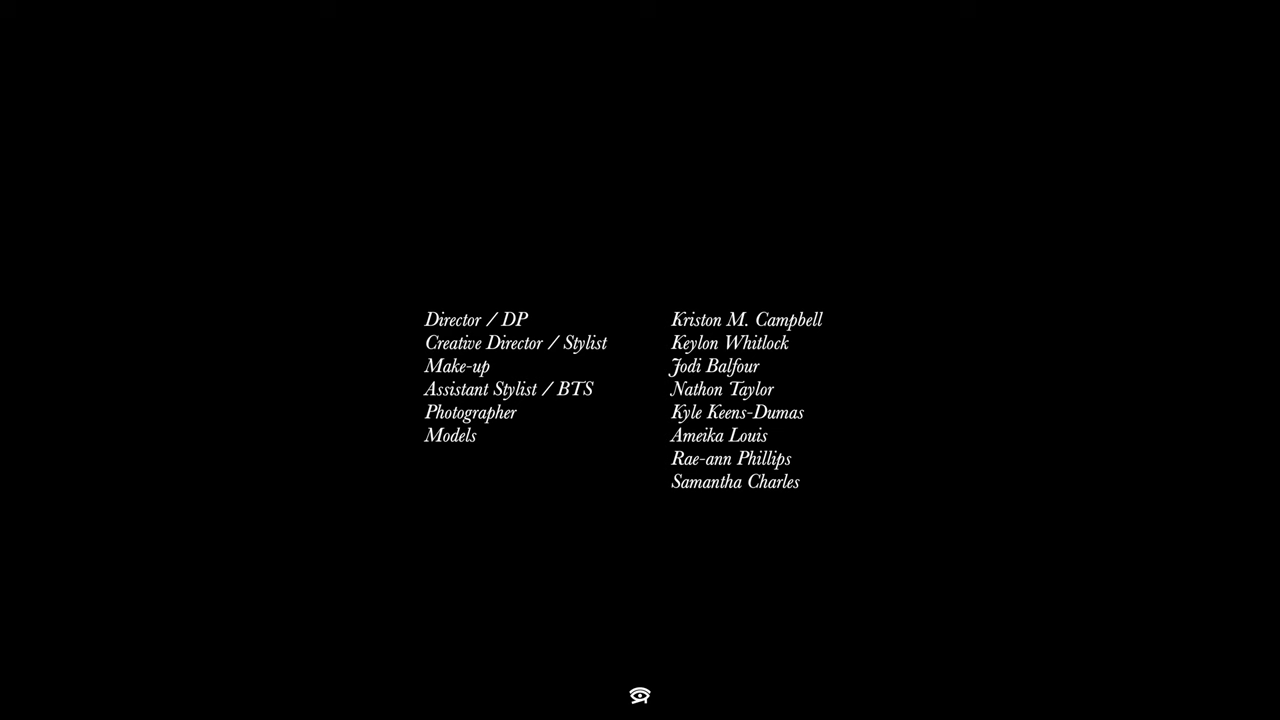 Director / DP Kriston M. Campbell
Creative Director / Stylist Keylon Whitlock
Make-up Jodi Balfour
Assistant Stylist / BTS Nathon Taylor
Photographer Kyle Keens-Dumas
Models Ameika Louis
Rae-ann Phillips
Samantha Charles